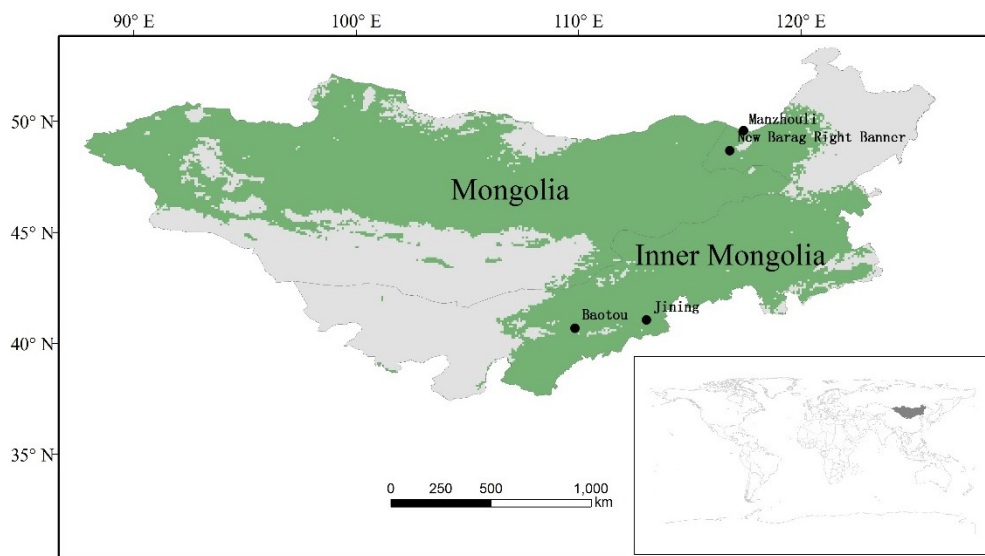 90° E 100° E 110° E 120° E
50° N
Manzhouli
New Barag Right Banner
Mongolia
45° N
Inner Mongolia
Baotou
Jining
40° N
35° N
0 250 500 1,000
km